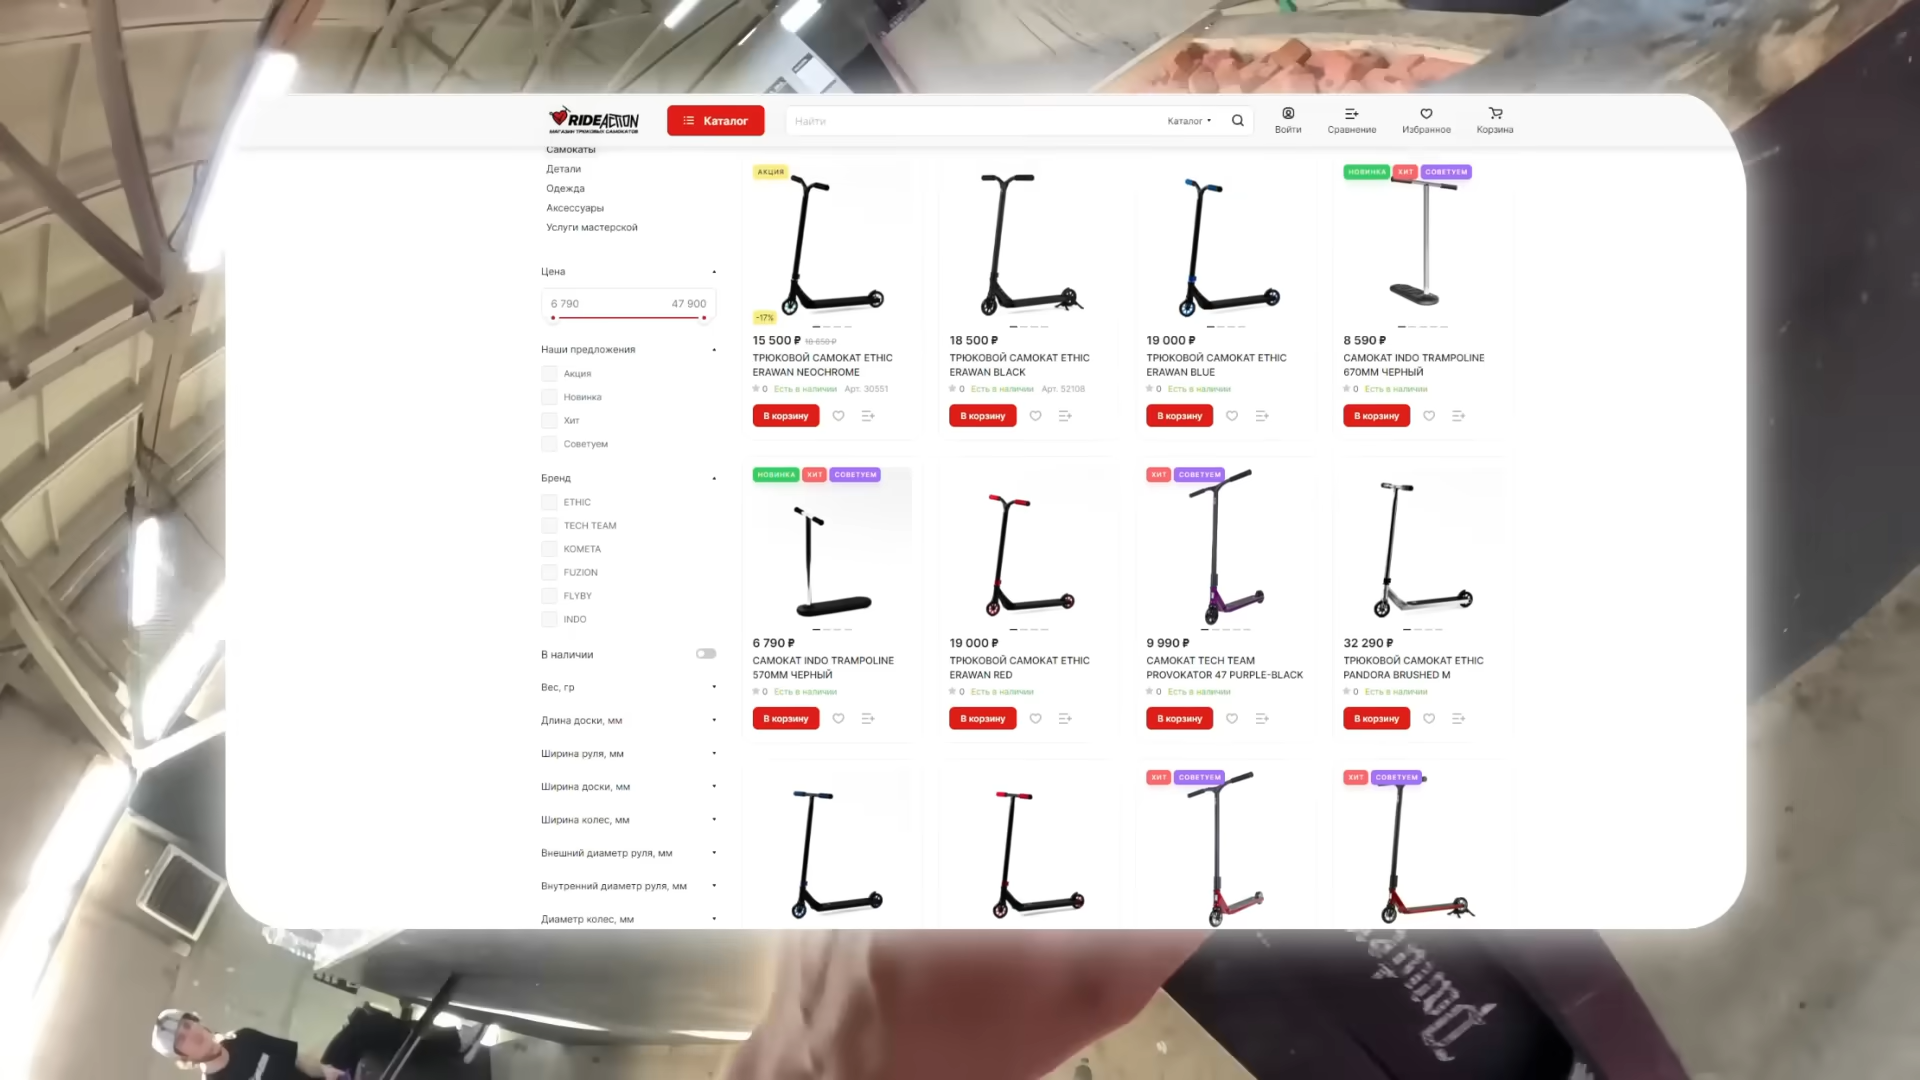 RIDEACTION
МАГАЗИН ТРЮКОВЫХ САМОКАТОВ
Каталог
Найти
Каталог
Войти
Сравнение
Избранное
Корзина
Самокаты
Детали
Одежда
Аксессуары
Услуги мастерской
Цена
6 790
47 900
Наши предложения
Акция
Новинка
Хит
Советуем
Бренд
ETHIC
TECH TEAM
KOMETA
FUZION
FLYBY
INDO
В наличии
Вес, гр
Длина доски, мм
Ширина руля, мм
Ширина доски, мм
Ширина колес, мм
Внешний диаметр руля, мм
Внутренний диаметр руля, мм
Диаметр колес, мм
АКЦИЯ
-17%
15 500 ₽ 18 650 ₽
ТРЮКОВОЙ САМОКАТ ETHIC
ERAWAN NEOCHROME
0 Есть в наличии Арт. 30551
В корзину
18 500 ₽
ТРЮКОВОЙ САМОКАТ ETHIC
ERAWAN BLACK
0 Есть в наличии Арт. 52108
В корзину
19 000 ₽
ТРЮКОВОЙ САМОКАТ ETHIC
ERAWAN BLUE
0 Есть в наличии
В корзину
НОВИНКА ХИТ СОВЕТУЕМ
8 590 ₽
САМОКАТ INDO TRAMPOLINE
670ММ ЧЕРНЫЙ
0 Есть в наличии
В корзину
НОВИНКА ХИТ СОВЕТУЕМ
6 790 ₽
САМОКАТ INDO TRAMPOLINE
570ММ ЧЕРНЫЙ
0 Есть в наличии
В корзину
19 000 ₽
ТРЮКОВОЙ САМОКАТ ETHIC
ERAWAN RED
0 Есть в наличии
В корзину
ХИТ СОВЕТУЕМ
9 990 ₽
САМОКАТ TECH TEAM
PROVOKATOR 47 PURPLE-BLACK
0 Есть в наличии
В корзину
32 290 ₽
ТРЮКОВОЙ САМОКАТ ETHIC
PANDORA BRUSHED M
0 Есть в наличии
В корзину
ХИТ СОВЕТУЕМ
ХИТ СОВЕТУЕМ